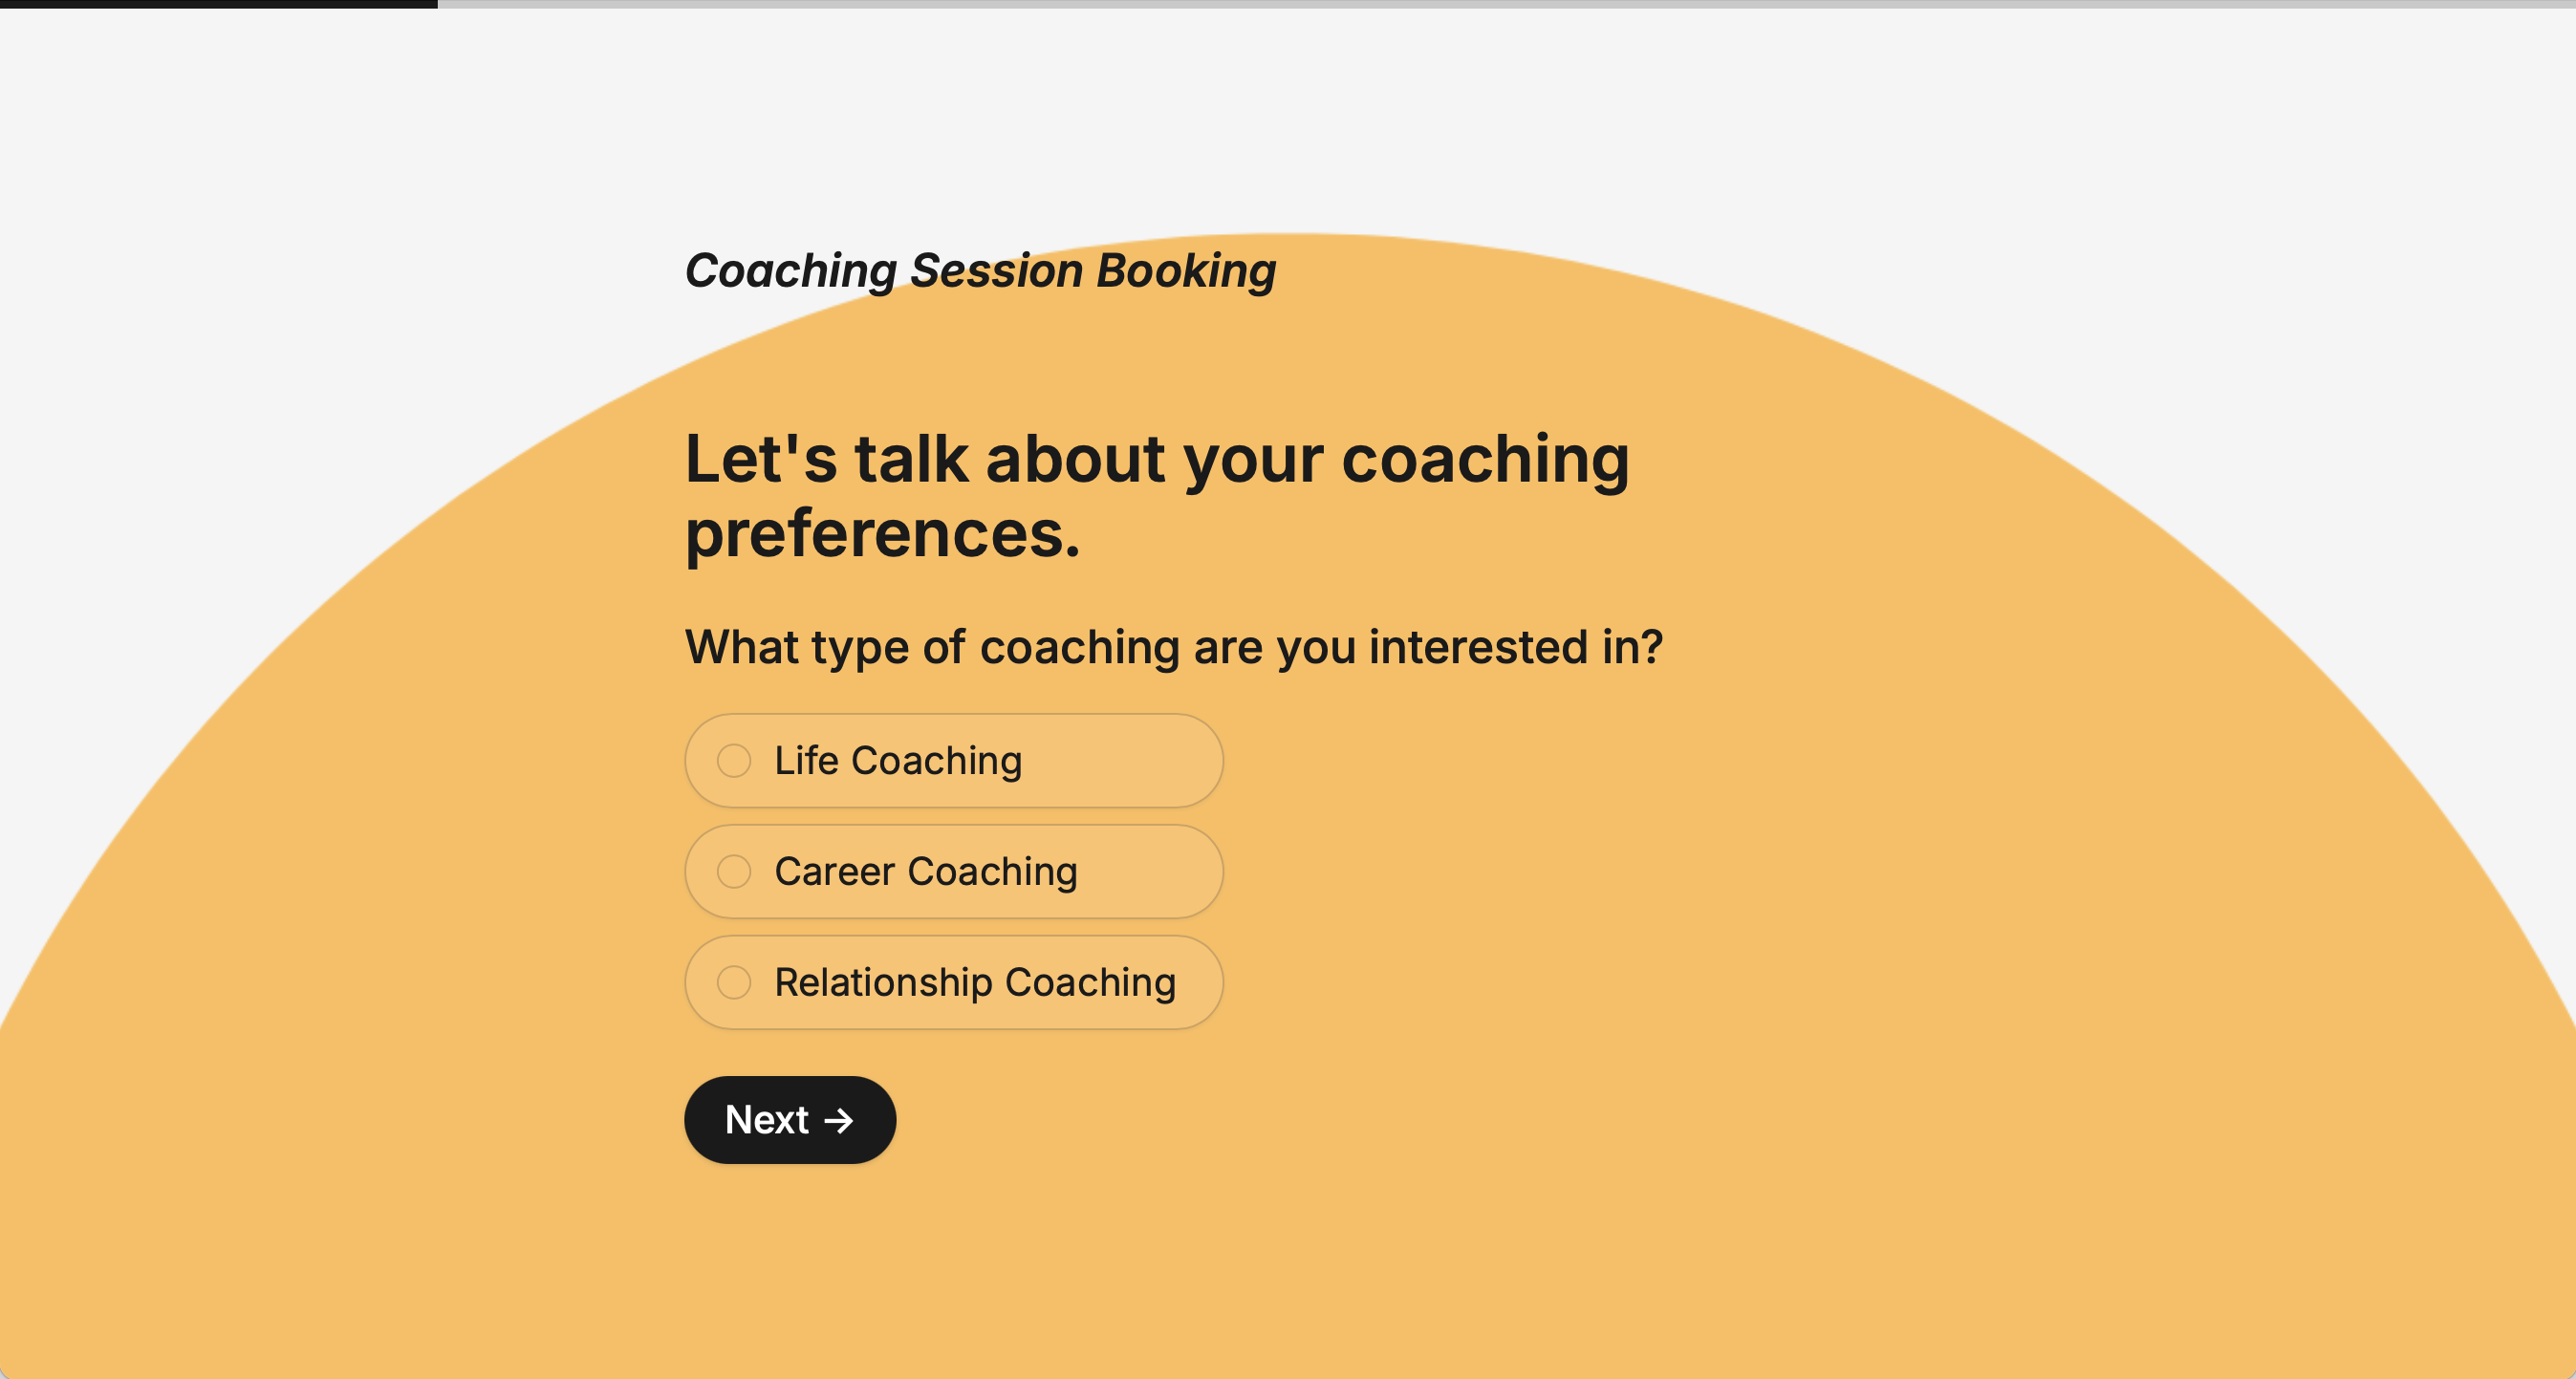 Coaching Session Booking
Let's talk about your coaching
preferences.
What type of coaching are you interested in?
Life Coaching
Career Coaching
Relationship Coaching
Next →